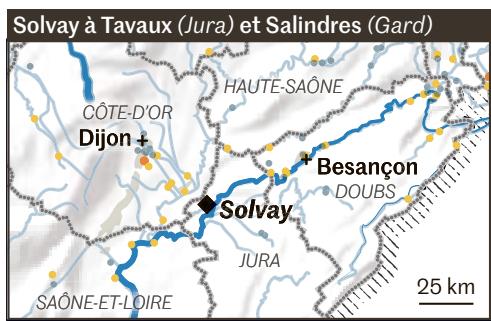 Solvay à Tavaux (Jura) et Salindres (Gard)
HAUTE-SAÔNE
CÔTE-D'OR
Dijon
Besançon
DOUBS
Solvay
JURA
25 km
SAÔNE-ET-LOIRE